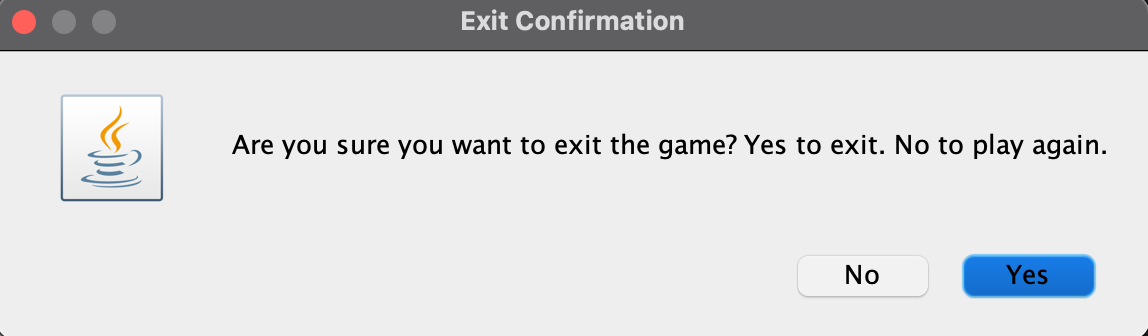 Exit Confirmation
Are you sure you want to exit the game? Yes to exit. No to play again.
No
Yes